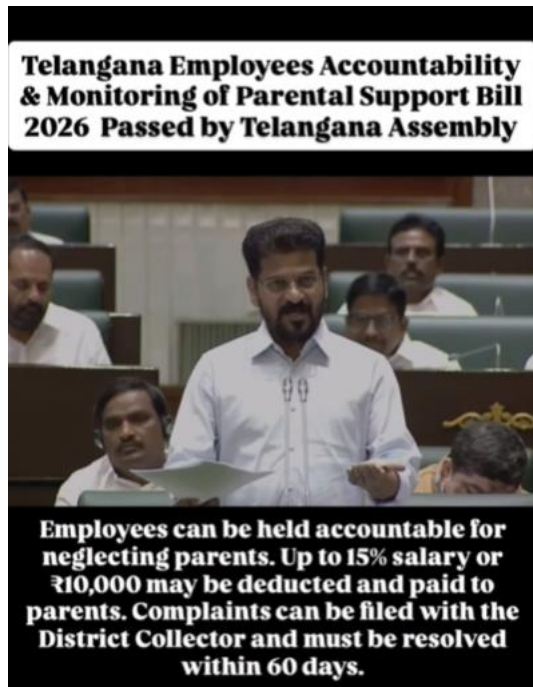 Telangana Employees Accountability
& Monitoring of Parental Support Bill
2026 Passed by Telangana Assembly
Employees can be held accountable for
neglecting parents. Up to 15% salary or
₹10,000 may be deducted and paid to
parents. Complaints can be filed with the
District Collector and must be resolved
within 60 days.